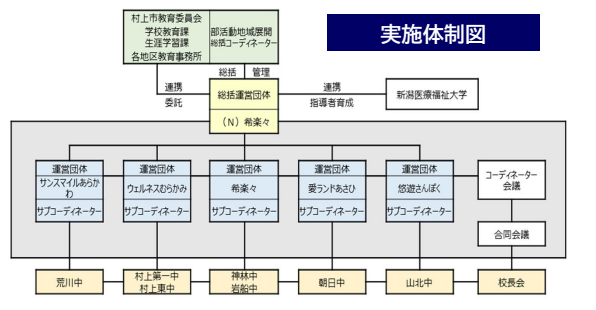 実施体制図
村上市教育委員会
学校教育課
生涯学習課
各地区教育事務所
部活動地域展開
総括コーディネーター
総括 管理
連携
委託
総括運営団体
（Ｎ）希楽々
連携
指導者育成
新潟医療福祉大学
運営団体
サンスマイルあらか
わ
サブコーディネーター
運営団体
ウェルネスむらかみ
サブコーディネーター
運営団体
希楽々
サブコーディネーター
運営団体
愛ランドあさひ
サブコーディネーター
運営団体
悠遊さんぽく
サブコーディネーター
コーディネーター
会議
合同会議
荒川中
村上第一中
村上東中
神林中
岩船中
朝日中
山北中
校長会